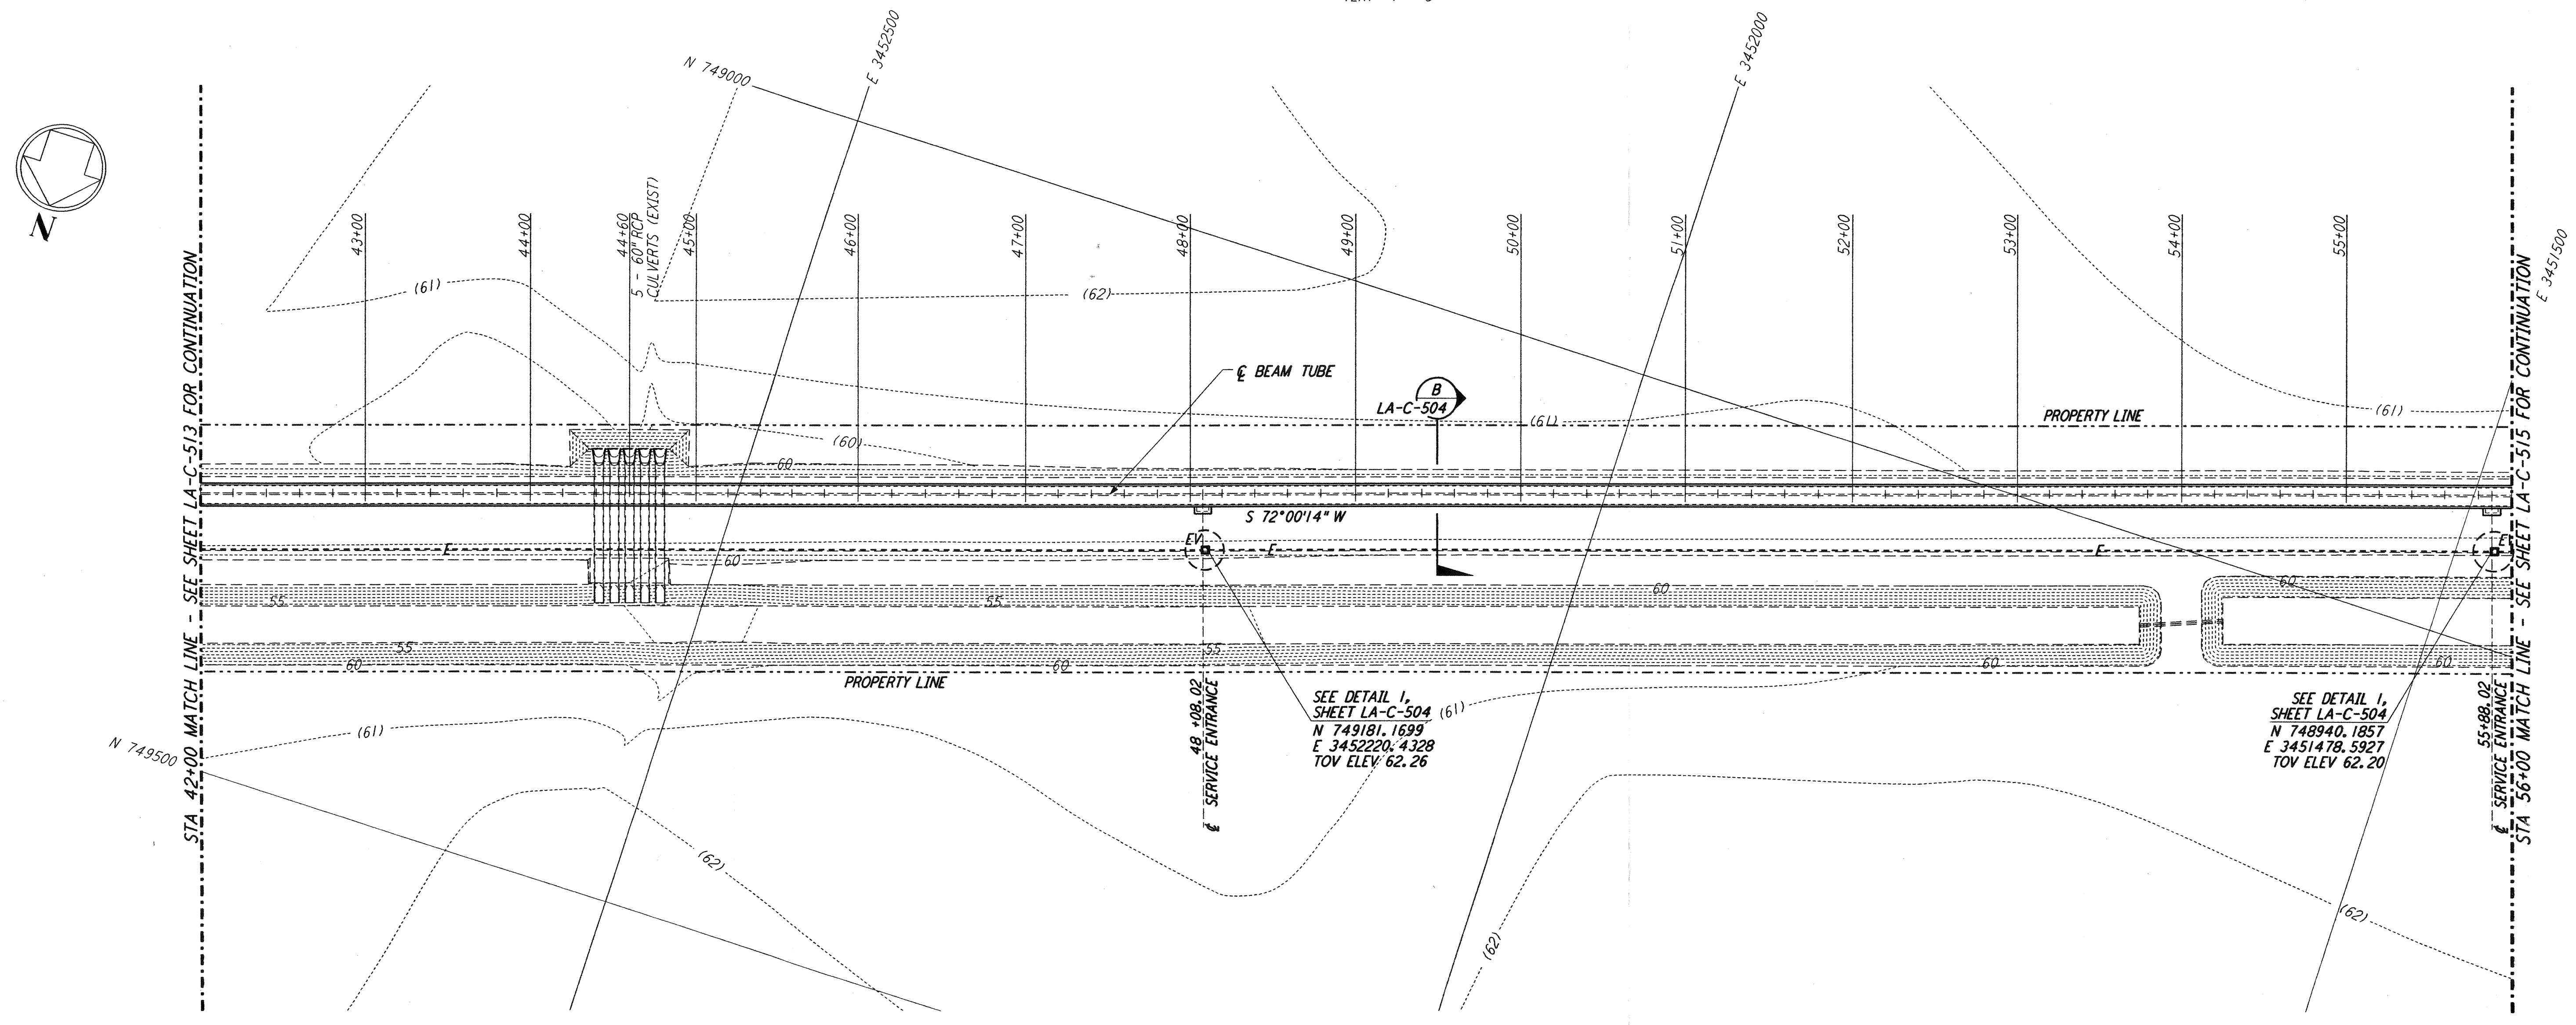 N 749000
E 3452500
E 3452000
N
43+00
44+00
44+60
5 - 60" RCP
CULVERTS (EXIST)
45+00
46+00
47+00
48+00
49+00
50+00
51+00
52+00
53+00
54+00
55+00
E 3451500
STA 42+00 MATCH LINE - SEE SHEET LA-C-513 FOR CONTINUATION
STA 56+00 MATCH LINE - SEE SHEET LA-C-515 FOR CONTINUATION
(61)
(62)
℄ BEAM TUBE
B
LA-C-504
(61)
(61)
PROPERTY LINE
(60)
60
S 72°00'14" W
E
EV
E
E
E
60
55
55
60
60
55
60
60
55
60
60
PROPERTY LINE
48 +08.02
℄ SERVICE ENTRANCE
SEE DETAIL 1,
SHEET LA-C-504
N 749181.1699
E 3452220.4328
TOV ELEV 62.26
(61)
SEE DETAIL 1,
SHEET LA-C-504
N 748940.1857
E 3451478.5927
TOV ELEV 62.20
55+88.02
℄ SERVICE ENTRANCE
(61)
N 749500
(62)
(62)
(62)